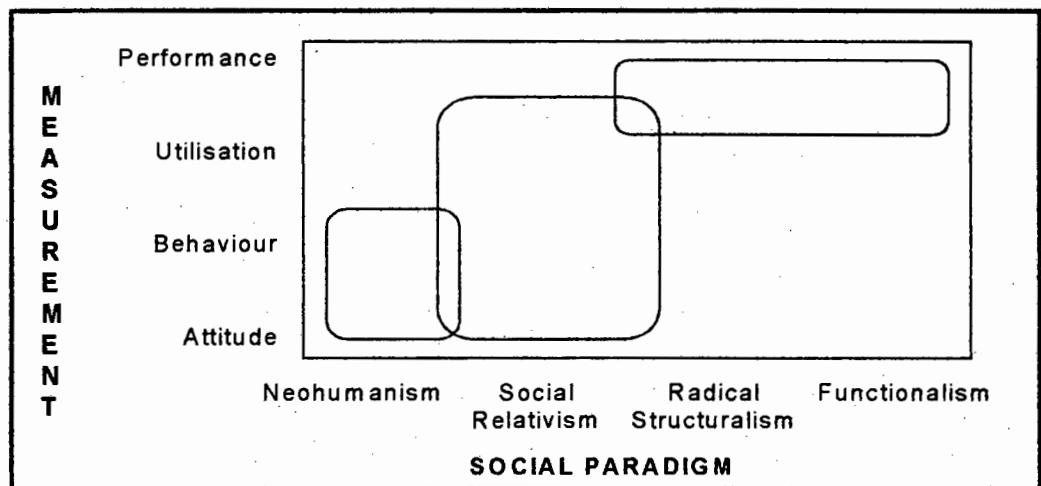 MEASUREMENT
Performance
Utilisation
Behaviour
Attitude
Neohumanism Social Radical Functionalism
Relativism Structuralism
SOCIAL PARADIGM